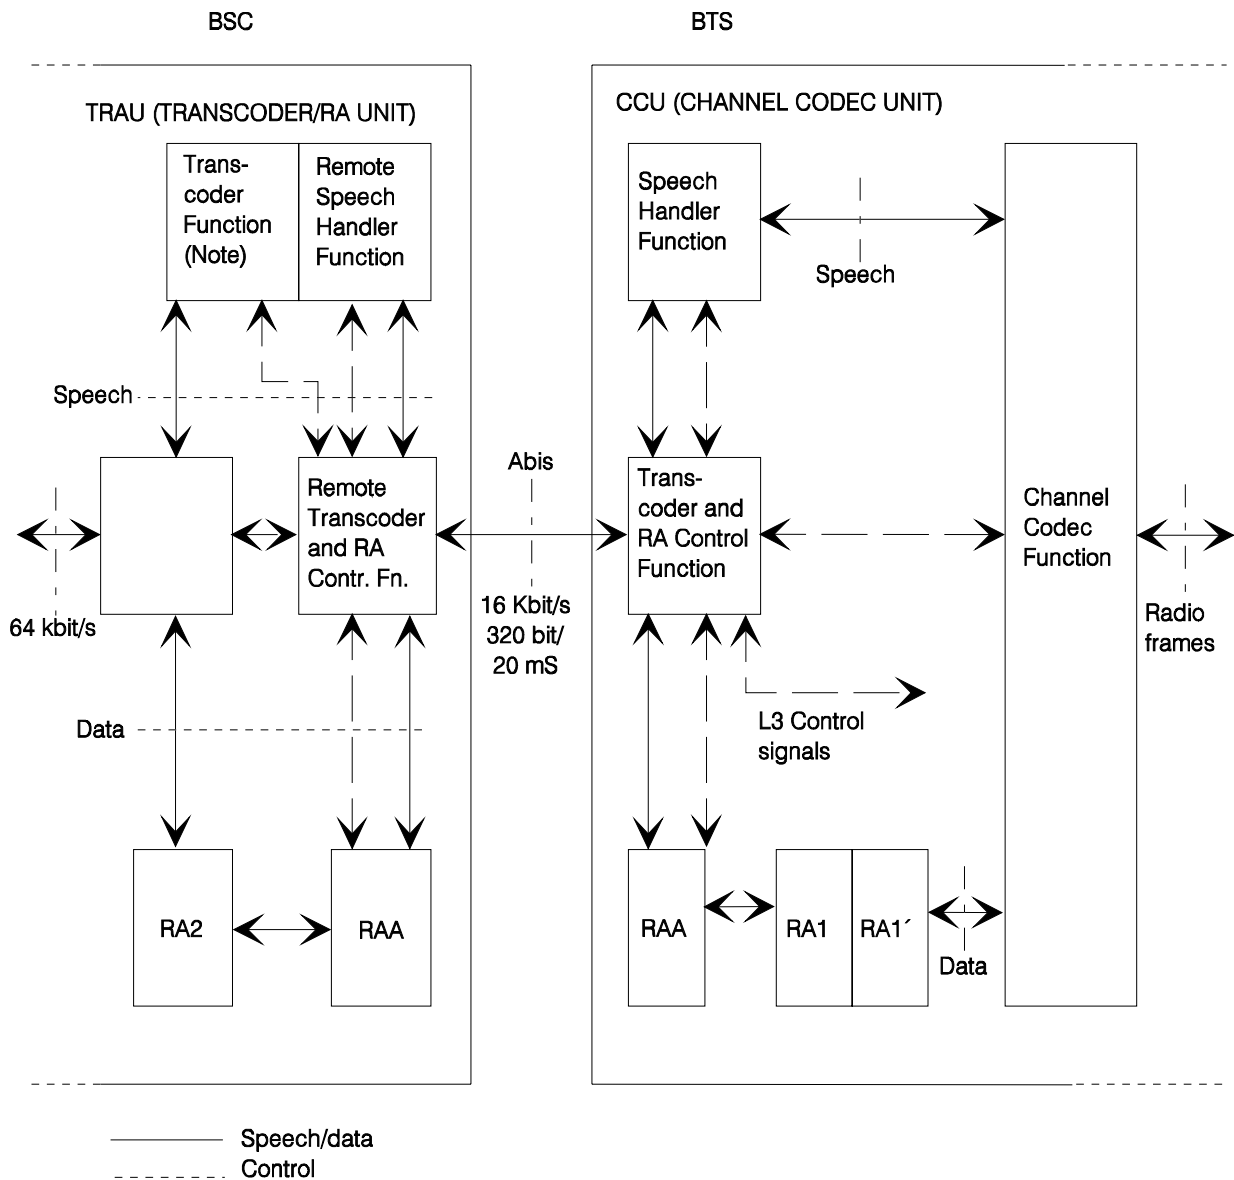 BSC
BTS
TRAU (TRANSCODER/RA UNIT)
CCU (CHANNEL CODEC UNIT)
Trans-
coder
Function
(Note)
Remote
Speech
Handler
Function
Speech
Handler
Function
Speech
Speech
Abis
Remote
Transcoder
and RA
Contr. Fn.
Trans-
coder and
RA Control
Function
Channel
Codec
Function
64 kbit/s
16 Kbit/s
320 bit/
20 mS
Radio
frames
Data
L3 Control
signals
RA2
RAA
RAA
RA1
RA1´
Data
Speech/data
Control